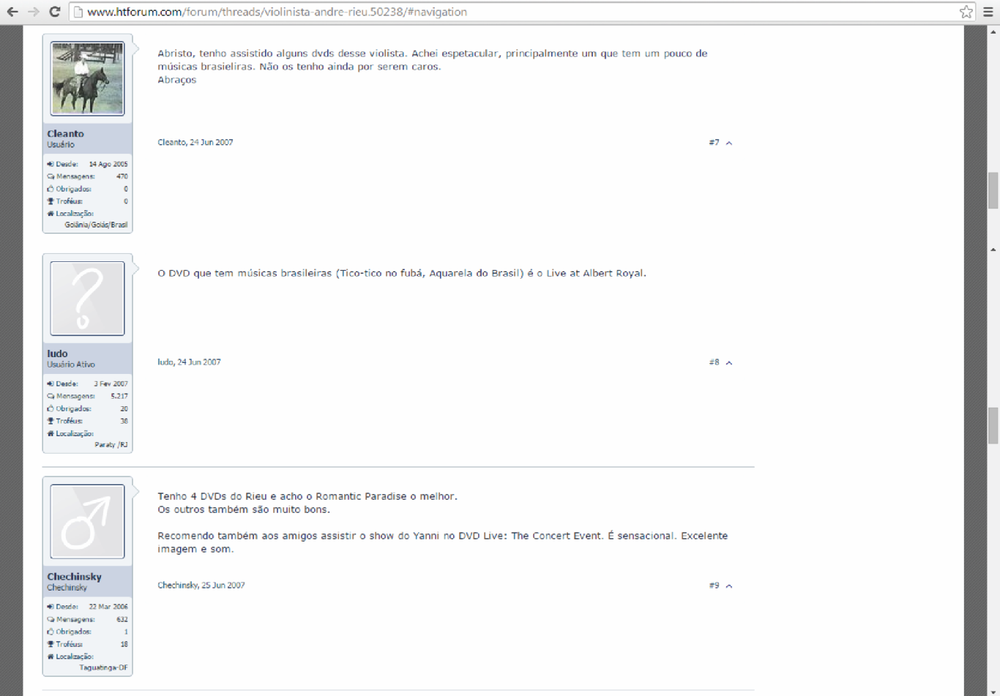 www.htforum.com/forum/threads/violinista-andre-rieu.50238/#navigation
Abristo, tenho assistido alguns dvds desse violista. Achei espetacular, principalmente um que tem um pouco de
músicas brasieliras. Não os tenho ainda por serem caros.
Abraços
Cleanto
Usuário
Cleanto, 24 Jun 2007
#7
Desde: 14 Ago 2005
Mensagens: 470
Obrigados: 0
Troféus: 0
Localização:
Goiânia/Goiás/Brasil
O DVD que tem músicas brasileiras (Tico-tico no fubá, Aquarela do Brasil) é o Live at Albert Royal.
ludo
Usuário Ativo
ludo, 24 Jun 2007
#8
Desde: 3 Fev 2007
Mensagens: 5.217
Obrigados: 20
Troféus: 38
Localização:
Paraty /RJ
Tenho 4 DVDs do Rieu e acho o Romantic Paradise o melhor.
Os outros também são muito bons.
Recomendo também aos amigos assistir o show do Yanni no DVD Live: The Concert Event. É sensacional. Excelente
imagem e som.
Chechinsky
Chechinsky
Chechinsky, 25 Jun 2007
#9
Desde: 22 Mar 2006
Mensagens: 632
Obrigados: 1
Troféus: 18
Localização:
Taguatinga-DF